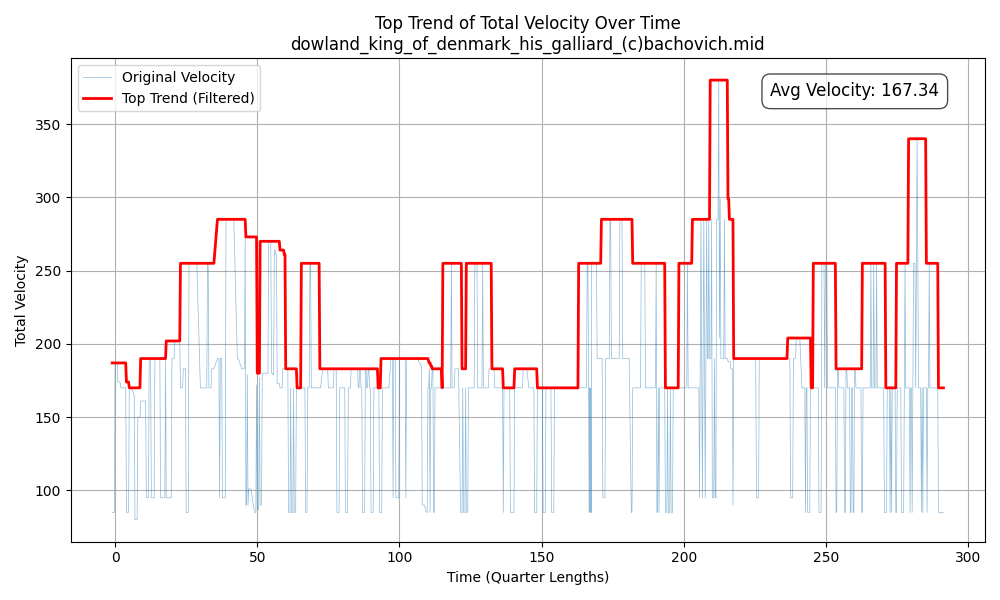 Top Trend of Total Velocity Over Time
dowland_king_of_denmark_his_galliard_(c)bachovich.mid
Original Velocity
Top Trend (Filtered)
Avg Velocity: 167.34
Total Velocity
350
300
250
200
150
100
0 50 100 150 200 250 300
Time (Quarter Lengths)